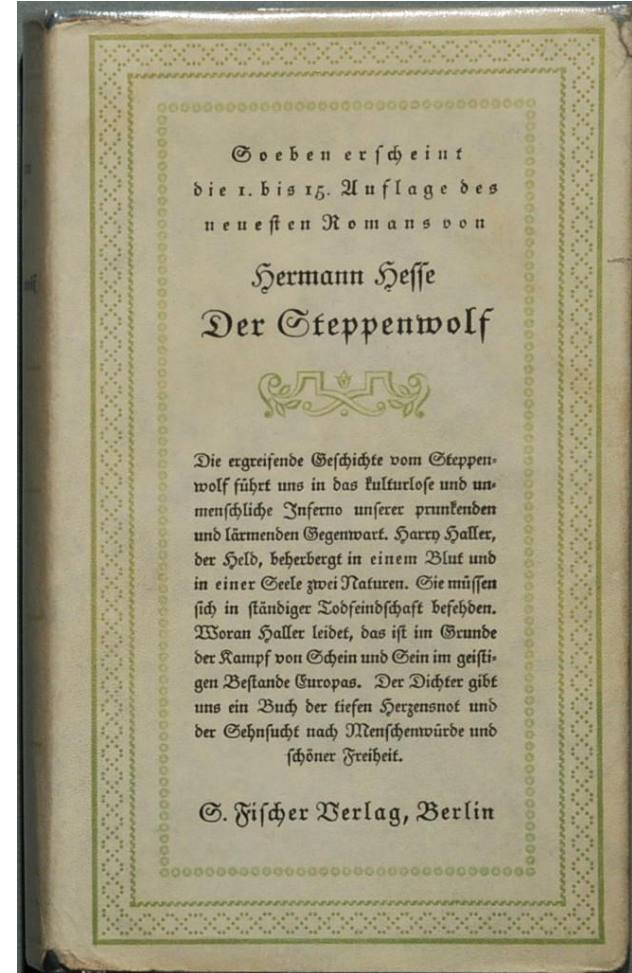 Soeben erſcheint
die 1. bis 15. Auflage des
neueſten Romans von
Hermann Heſſe
Der Steppenwolf
Die ergreifende Geſchichte vom Steppen-
wolf führt uns in das kulturloſe und un-
menſchliche Inferno unſerer prunkenden
und lärmenden Gegenwart. Harry Haller,
der Held, beherbergt in einem Blut und
in einer Seele zwei Naturen. Sie müſſen
ſich in ſtändiger Todfeindſchaft befehden.
Woran Haller leidet, das iſt im Grunde
der Kampf von Schein und Sein im geiſti-
gen Beſtande Europas. Der Dichter gibt
uns ein Buch der tiefen Herzensnot und
der Sehnſucht nach Menſchenwürde und
ſchöner Freiheit.
S. Fiſcher Verlag, Berlin